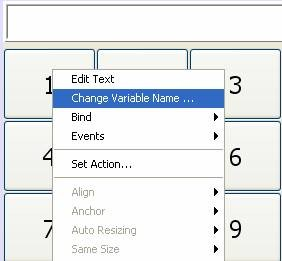 1
3
4
6
7
9
Edit Text
Change Variable Name ...
Bind
Events
Set Action...
Align
Anchor
Auto Resizing
Same Size